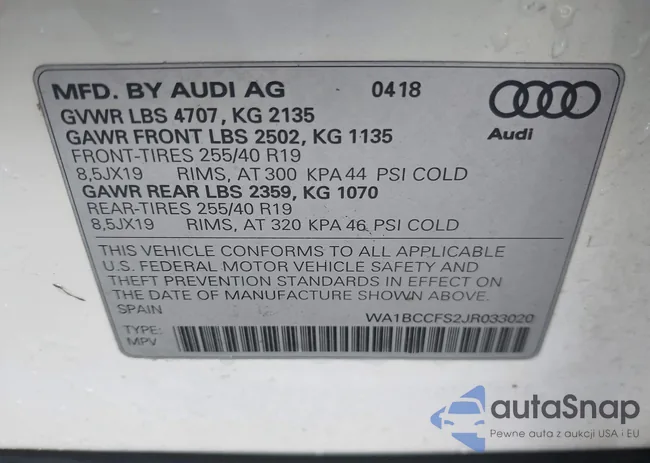 MFD. BY AUDI AG 0418
GVWR LBS 4707, KG 2135
GAWR FRONT LBS 2502, KG 1135
FRONT-TIRES 255/40 R19
8,5JX19 RIMS, AT 300 KPA 44 PSI COLD
GAWR REAR LBS 2359, KG 1070
REAR-TIRES 255/40 R19
8,5JX19 RIMS, AT 320 KPA 46 PSI COLD
Audi
THIS VEHICLE CONFORMS TO ALL APPLICABLE
U.S. FEDERAL MOTOR VEHICLE SAFETY AND
THEFT PREVENTION STANDARDS IN EFFECT ON
THE DATE OF MANUFACTURE SHOWN ABOVE.
SPAIN WA1BCCFS2JR033020
TYPE:
MPV
autaSnap
Pewne auta z aukcji USA i EU